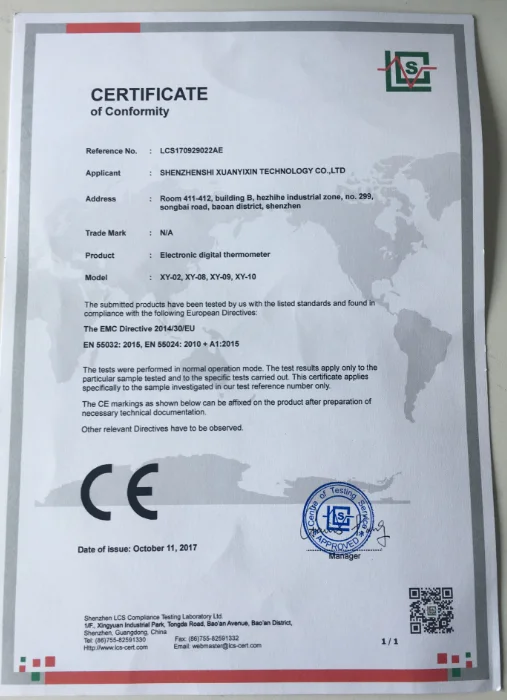 LCS
CERTIFICATE
of Conformity
Reference No. : LCS170929022AE
Applicant : SHENZHENSHI XUANYIXIN TECHNOLOGY CO.,LTD
Address : Room 411-412, building B, hezhihe industrial zone, no. 299,
songbai road, baoan district, shenzhen
Trade Mark : N/A
Product : Electronic digital thermometer
Model : XY-02, XY-08, XY-09, XY-10
The submitted products have been tested by us with the listed standards and found in
compliance with the following European Directives:
The EMC Directive 2014/30/EU
EN 55032: 2015, EN 55024: 2010 + A1:2015
The tests were performed in normal operation mode. The test results apply only to the
particular sample tested and to the specific tests carried out. This certificate applies
specifically to the sample investigated in our test reference number only.
The CE markings as shown below can be affixed on the product after preparation of
necessary technical documentation.
Other relevant Directives have to be observed.
CE
Centre of Testing Service
LCS
APPROVED
Manager
Date of issue: October 11, 2017
Shenzhen LCS Compliance Testing Laboratory Ltd.
1/F., Xingyuan Industrial Park, Tongda Road, Bao'an Avenue, Bao'an District,
Shenzhen, Guangdong, China
Tel: (86)755-82591330 Fax: (86)755-82591332
Http://www.lcs-cert.com Email: webmaster@lcs-cert.com
1 / 1